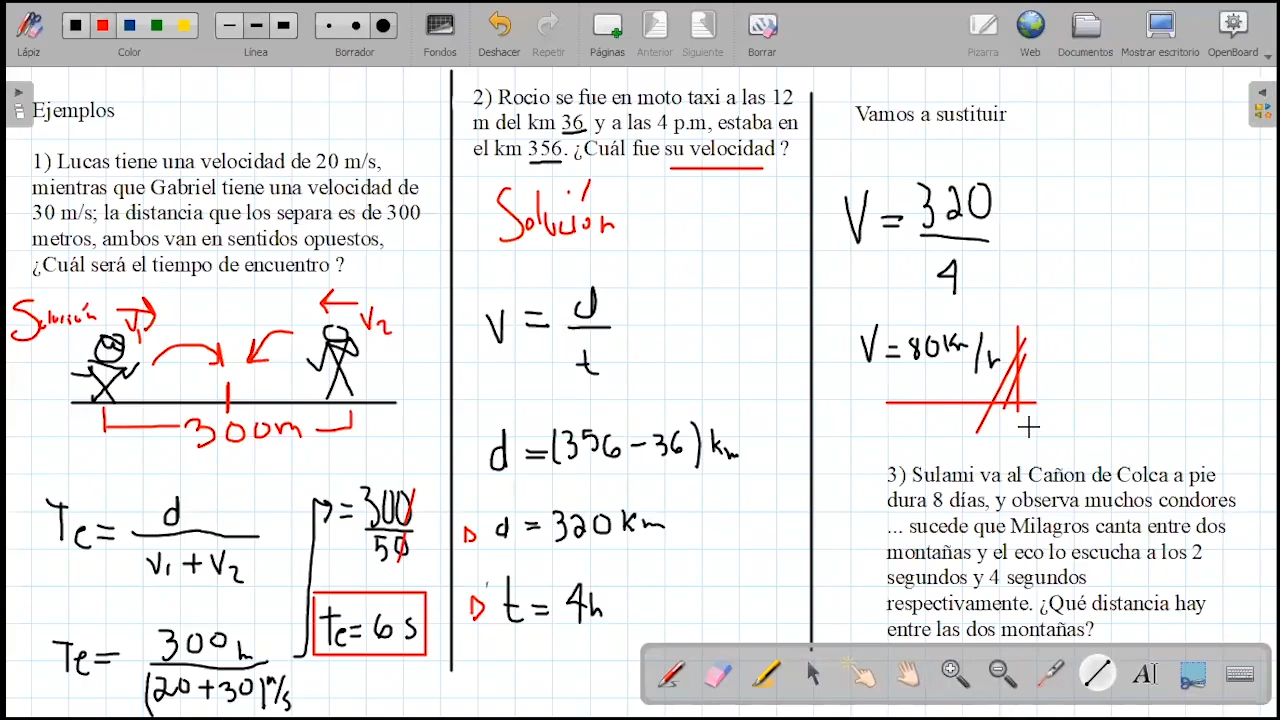 Lápiz
Color
Línea
Borrador
Fondos
Deshacer
Repetir
Páginas
Anterior
Siguiente
Borrar
Pizarra
Web
Documentos
Mostrar escritorio
OpenBoard
Ejemplos
1) Lucas tiene una velocidad de 20 m/s,
mientras que Gabriel tiene una velocidad de
30 m/s; la distancia que los separa es de 300
metros, ambos van en sentidos opuestos,
¿Cuál será el tiempo de encuentro ?
Solución
V1
V2
300m
Te = d / V1 + V2
Te = 300m / (20+30)m/s
= 300 / 50
te = 6 s
2) Rocio se fue en moto taxi a las 12
m del km 36 y a las 4 p.m, estaba en
el km 356. ¿Cuál fue su velocidad ?
Solución
V = d / t
d = (356 - 36) km
d = 320 Km
t = 4h
Vamos a sustituir
V = 320 / 4
V = 80 Km/h
3) Sulami va al Cañon de Colca a pie
dura 8 días, y observa muchos condores
... sucede que Milagros canta entre dos
montañas y el eco lo escucha a los 2
segundos y 4 segundos
respectivamente. ¿Qué distancia hay
entre las dos montañas?